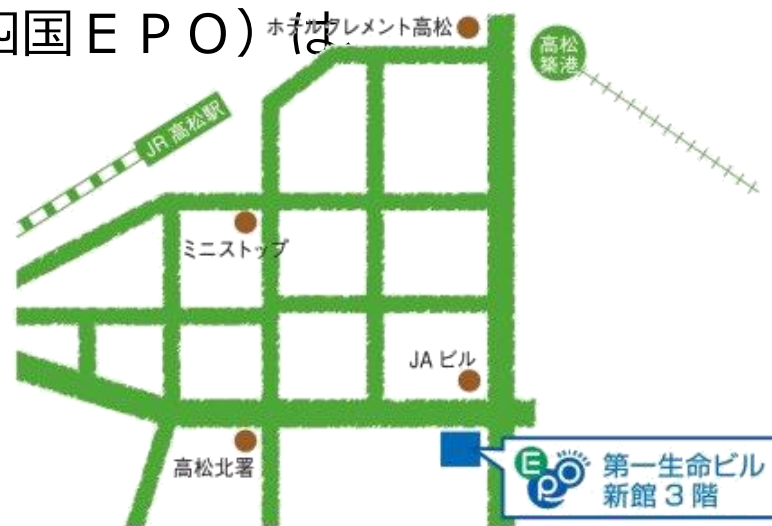 四国ＥＰＯ）は
ホテルクレメント高松
高松
築港
JR 高松駅
ミニストップ
JA ビル
高松北署
EPO
第一生命ビル
新館 3 階